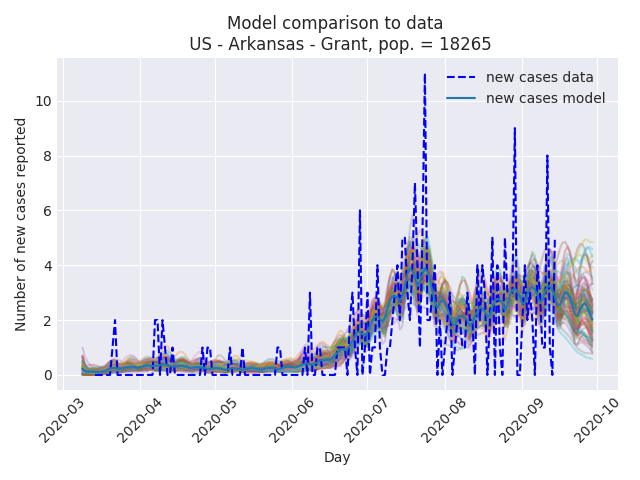 Model comparison to data
US - Arkansas - Grant, pop. = 18265
new cases data
new cases model
Number of new cases reported
10
8
6
4
2
0
2020-03
2020-04
2020-05
2020-06
2020-07
2020-08
2020-09
2020-10
Day